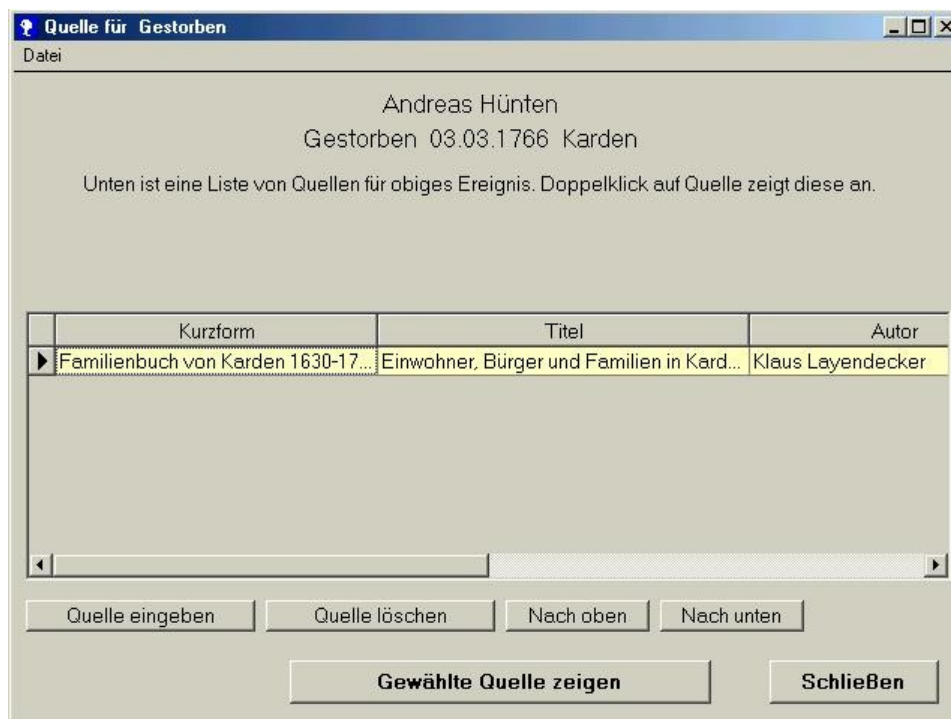 Quelle für Gestorben
Datei
Andreas Hünten
Gestorben 03.03.1766 Karden
Unten ist eine Liste von Quellen für obiges Ereignis. Doppelklick auf Quelle zeigt diese an.
Kurzform Titel Autor
Familienbuch von Karden 1630-17... Einwohner, Bürger und Familien in Kard... Klaus Layendecker
Quelle eingeben Quelle löschen Nach oben Nach unten
Gewählte Quelle zeigen Schließen